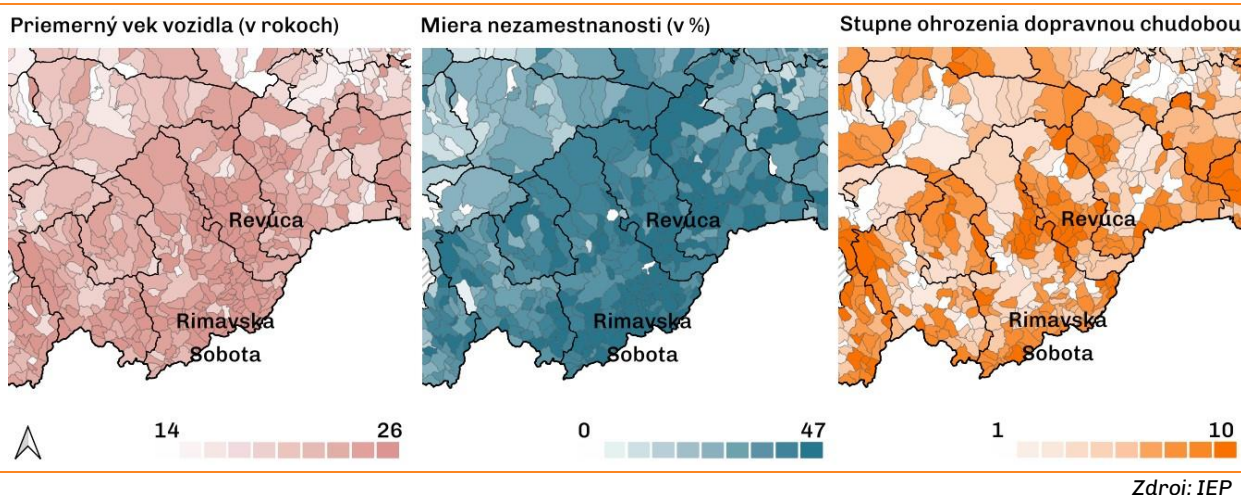 Priemerný vek vozidla (v rokoch)
Miera nezamestnanosti (v %)
Stupne ohrozenia dopravnou chudobou
Revúca
Rimavská
Sobota
Revúca
Rimavská
Sobota
Revúca
Rimavská
Sobota
14 26
0 47
1 10
Zdroj: IEP